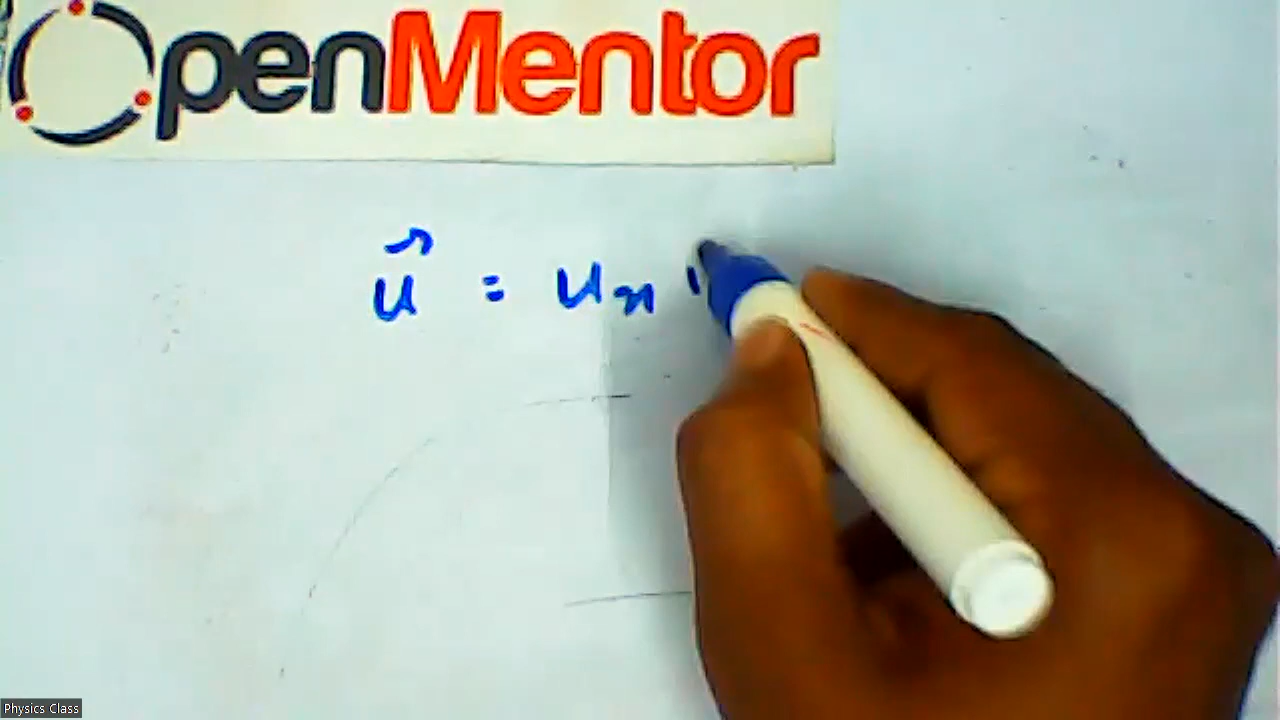 OpenMentor
û = uₓ
Physics Class